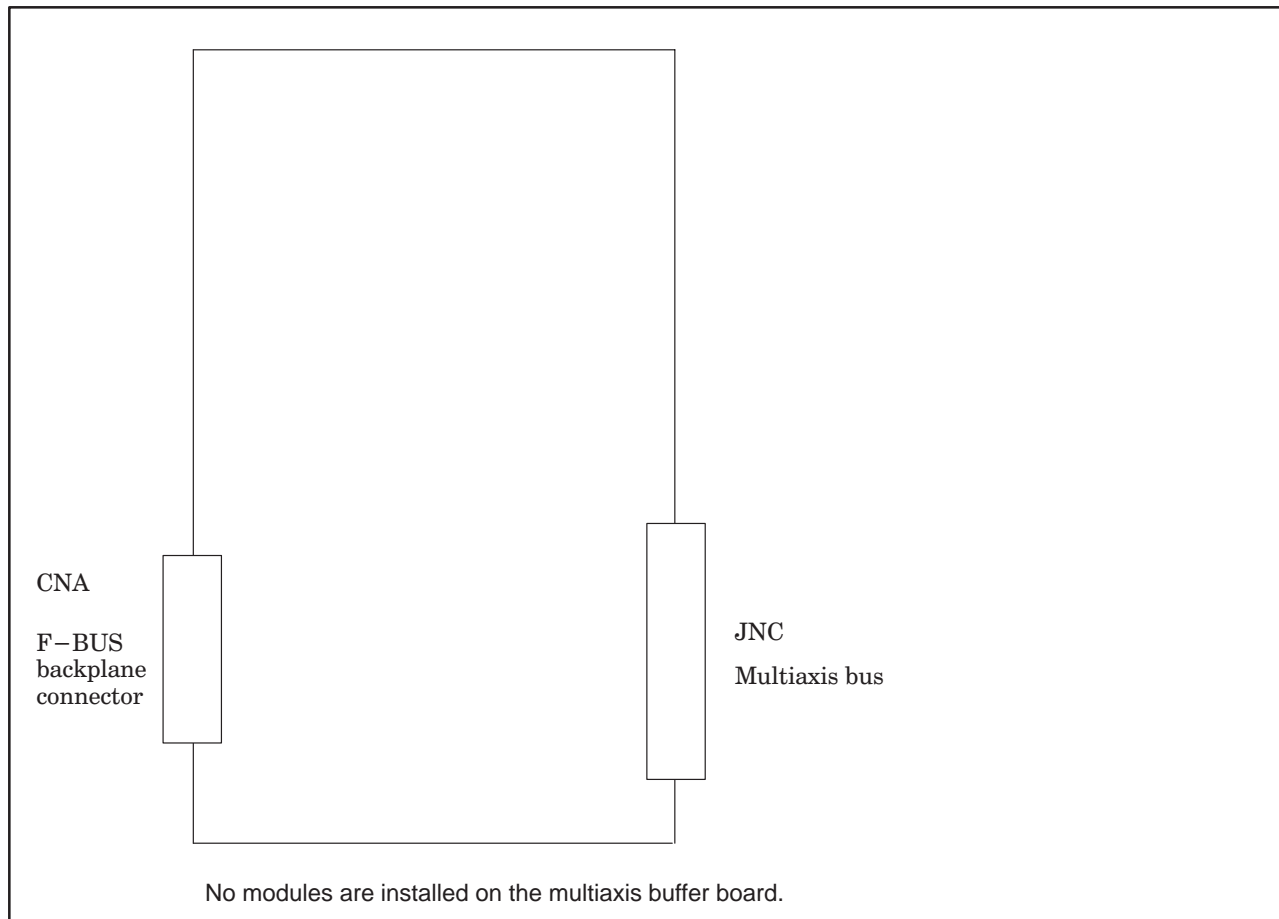 CNA
F−BUS
backplane
connector
JNC
Multiaxis bus
No modules are installed on the multiaxis buffer board.